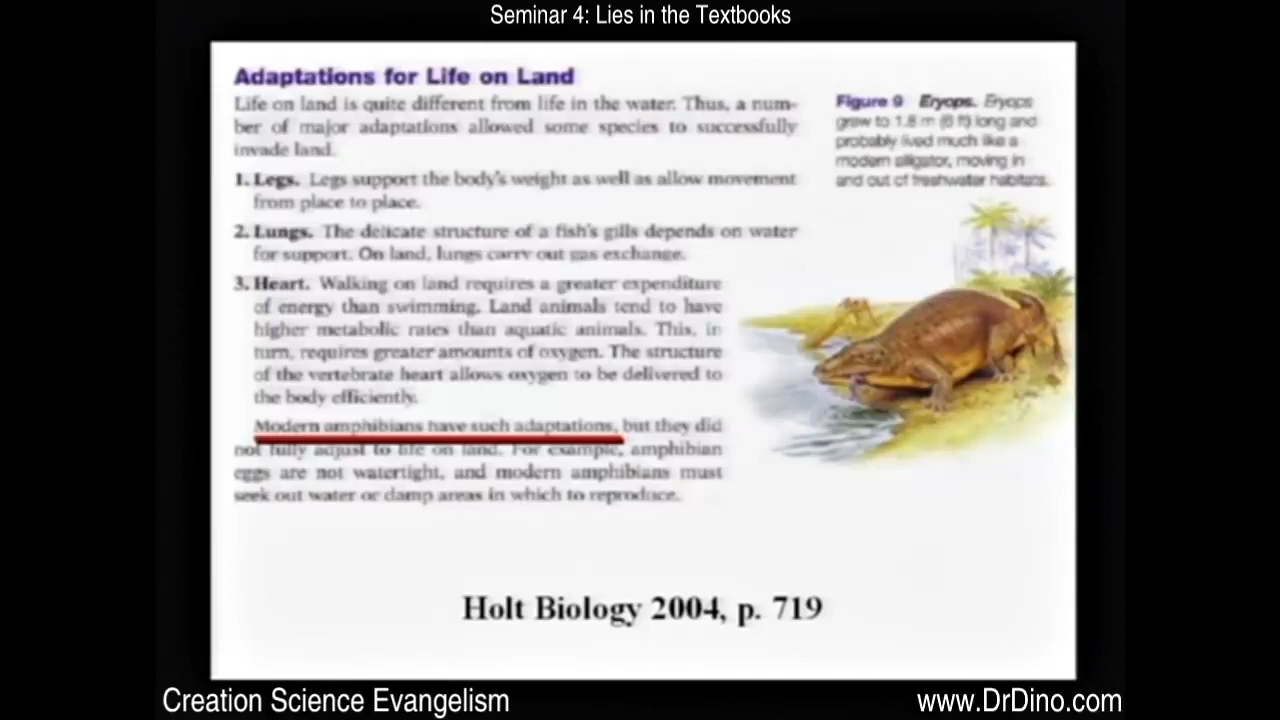 Seminar 4: Lies in the Textbooks
Adaptations for Life on Land
Life on land is quite different from life in the water. Thus, a num-
ber of major adaptations allowed some species to successfully
invade land.
1. Legs. Legs support the body's weight as well as allow movement
from place to place.
2. Lungs. The delicate structure of a fish's gills depends on water
for support. On land, lungs carry out gas exchange.
3. Heart. Walking on land requires a greater expenditure
of energy than swimming. Land animals tend to have
higher metabolic rates than aquatic animals. This, in
turn, requires greater amounts of oxygen. The structure
of the vertebrate heart allows oxygen to be delivered to
the body efficiently.
Modern amphibians have such adaptations, but they did
not fully adjust to life on land. For example, amphibian
eggs are not watertight, and modern amphibians must
seek out water or damp areas in which to reproduce.
Figure 9 Eryops. Eryops
grew to 1.8 m (6 ft) long and
probably lived much like a
modern alligator, moving in
and out of freshwater habitats.
Holt Biology 2004, p. 719
Creation Science Evangelism
www.DrDino.com